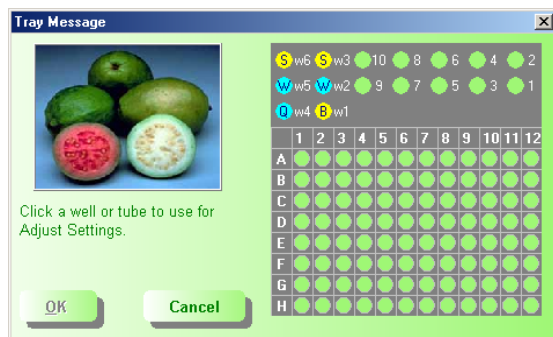 Tray Message
S w6 S w3 10 8 6 4 2
W w5 W w2 9 7 5 3 1
Q w4 B w1
1 2 3 4 5 6 7 8 9 10 11 12
A
B
C
D
E
F
G
H
Click a well or tube to use for
Adjust Settings.
OK Cancel